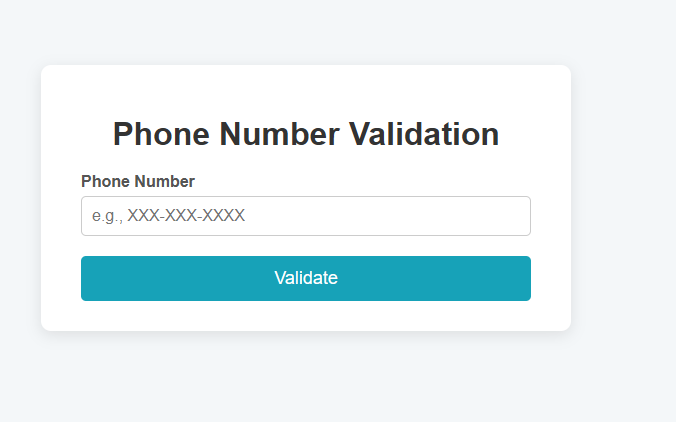 Phone Number Validation
Phone Number
e.g., XXX-XXX-XXXX
Validate